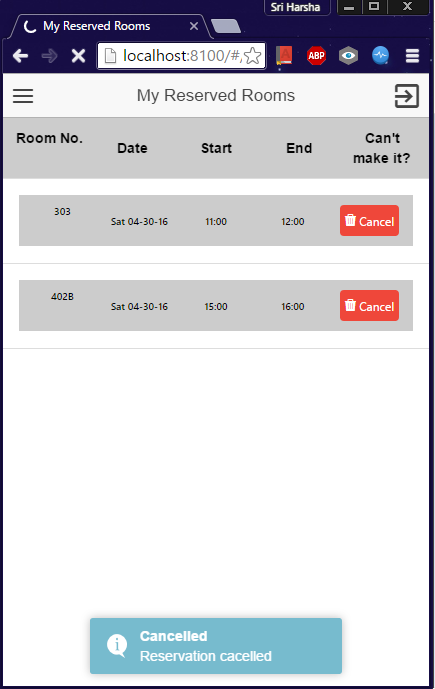 Sri Harsha
My Reserved Rooms
localhost:8100/#
ABP
My Reserved Rooms
Room No. Date Start End Can't make it?
303 Sat 04-30-16 11:00 12:00 Cancel
402B Sat 04-30-16 15:00 16:00 Cancel
Cancelled
Reservation cacelled